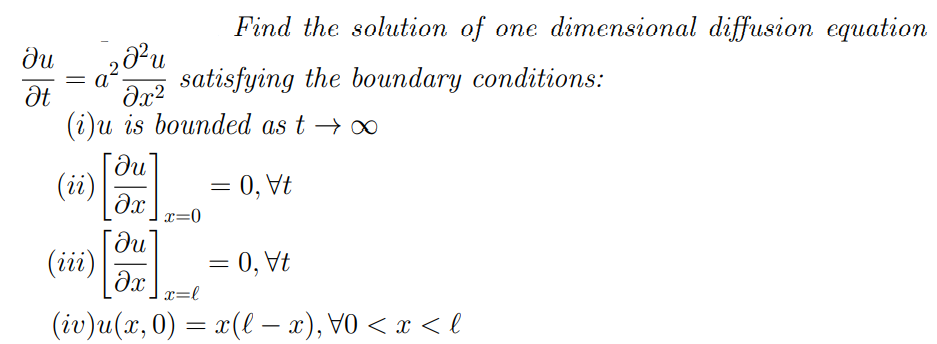 Find the solution of one dimensional diffusion equation
∂u/∂t = a² ∂²u/∂x² satisfying the boundary conditions:
(i)u is bounded as t → ∞
(ii)[∂u/∂x]ₓ₌₀ = 0, ∀t
(iii)[∂u/∂x]ₓ₌ℓ = 0, ∀t
(iv)u(x, 0) = x(ℓ − x), ∀0 < x < ℓ